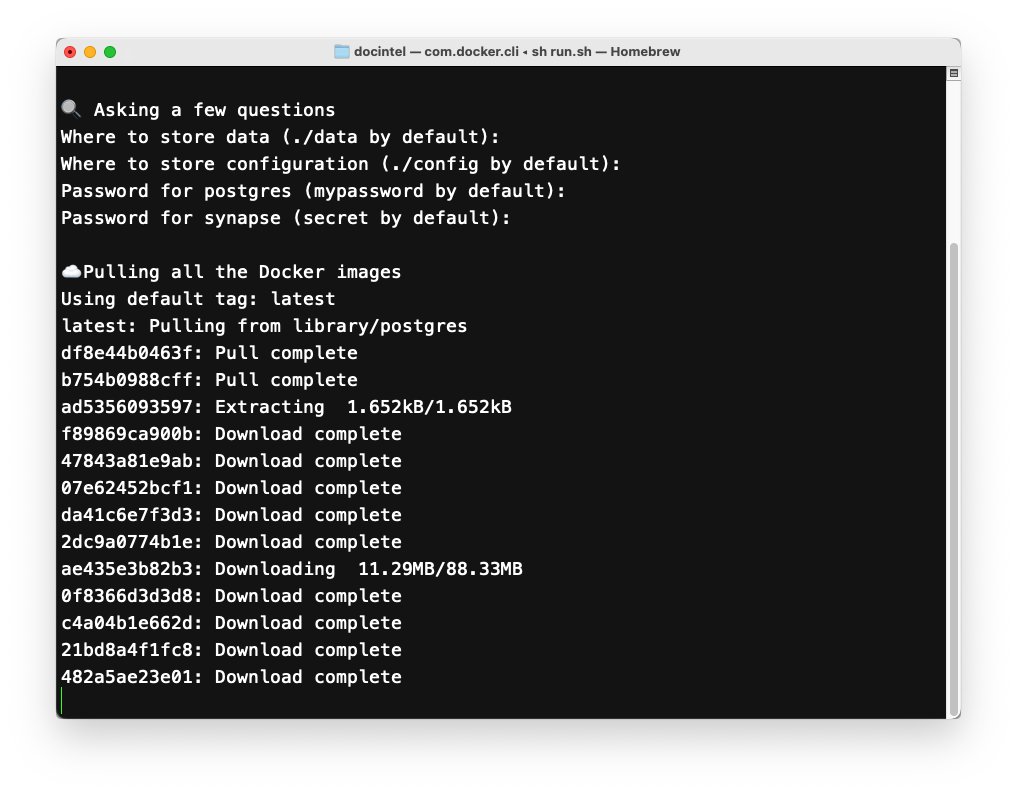 docintel — com.docker.cli ◂ sh run.sh — Homebrew
🔍 Asking a few questions
Where to store data (./data by default):
Where to store configuration (./config by default):
Password for postgres (mypassword by default):
Password for synapse (secret by default):
☁️Pulling all the Docker images
Using default tag: latest
latest: Pulling from library/postgres
df8e44b0463f: Pull complete
b754b0988cff: Pull complete
ad5356093597: Extracting  1.652kB/1.652kB
f89869ca900b: Download complete
47843a81e9ab: Download complete
07e62452bcf1: Download complete
da41c6e7f3d3: Download complete
2dc9a0774b1e: Download complete
ae435e3b82b3: Downloading  11.29MB/88.33MB
0f8366d3d3d8: Download complete
c4a04b1e662d: Download complete
21bd8a4f1fc8: Download complete
482a5ae23e01: Download complete